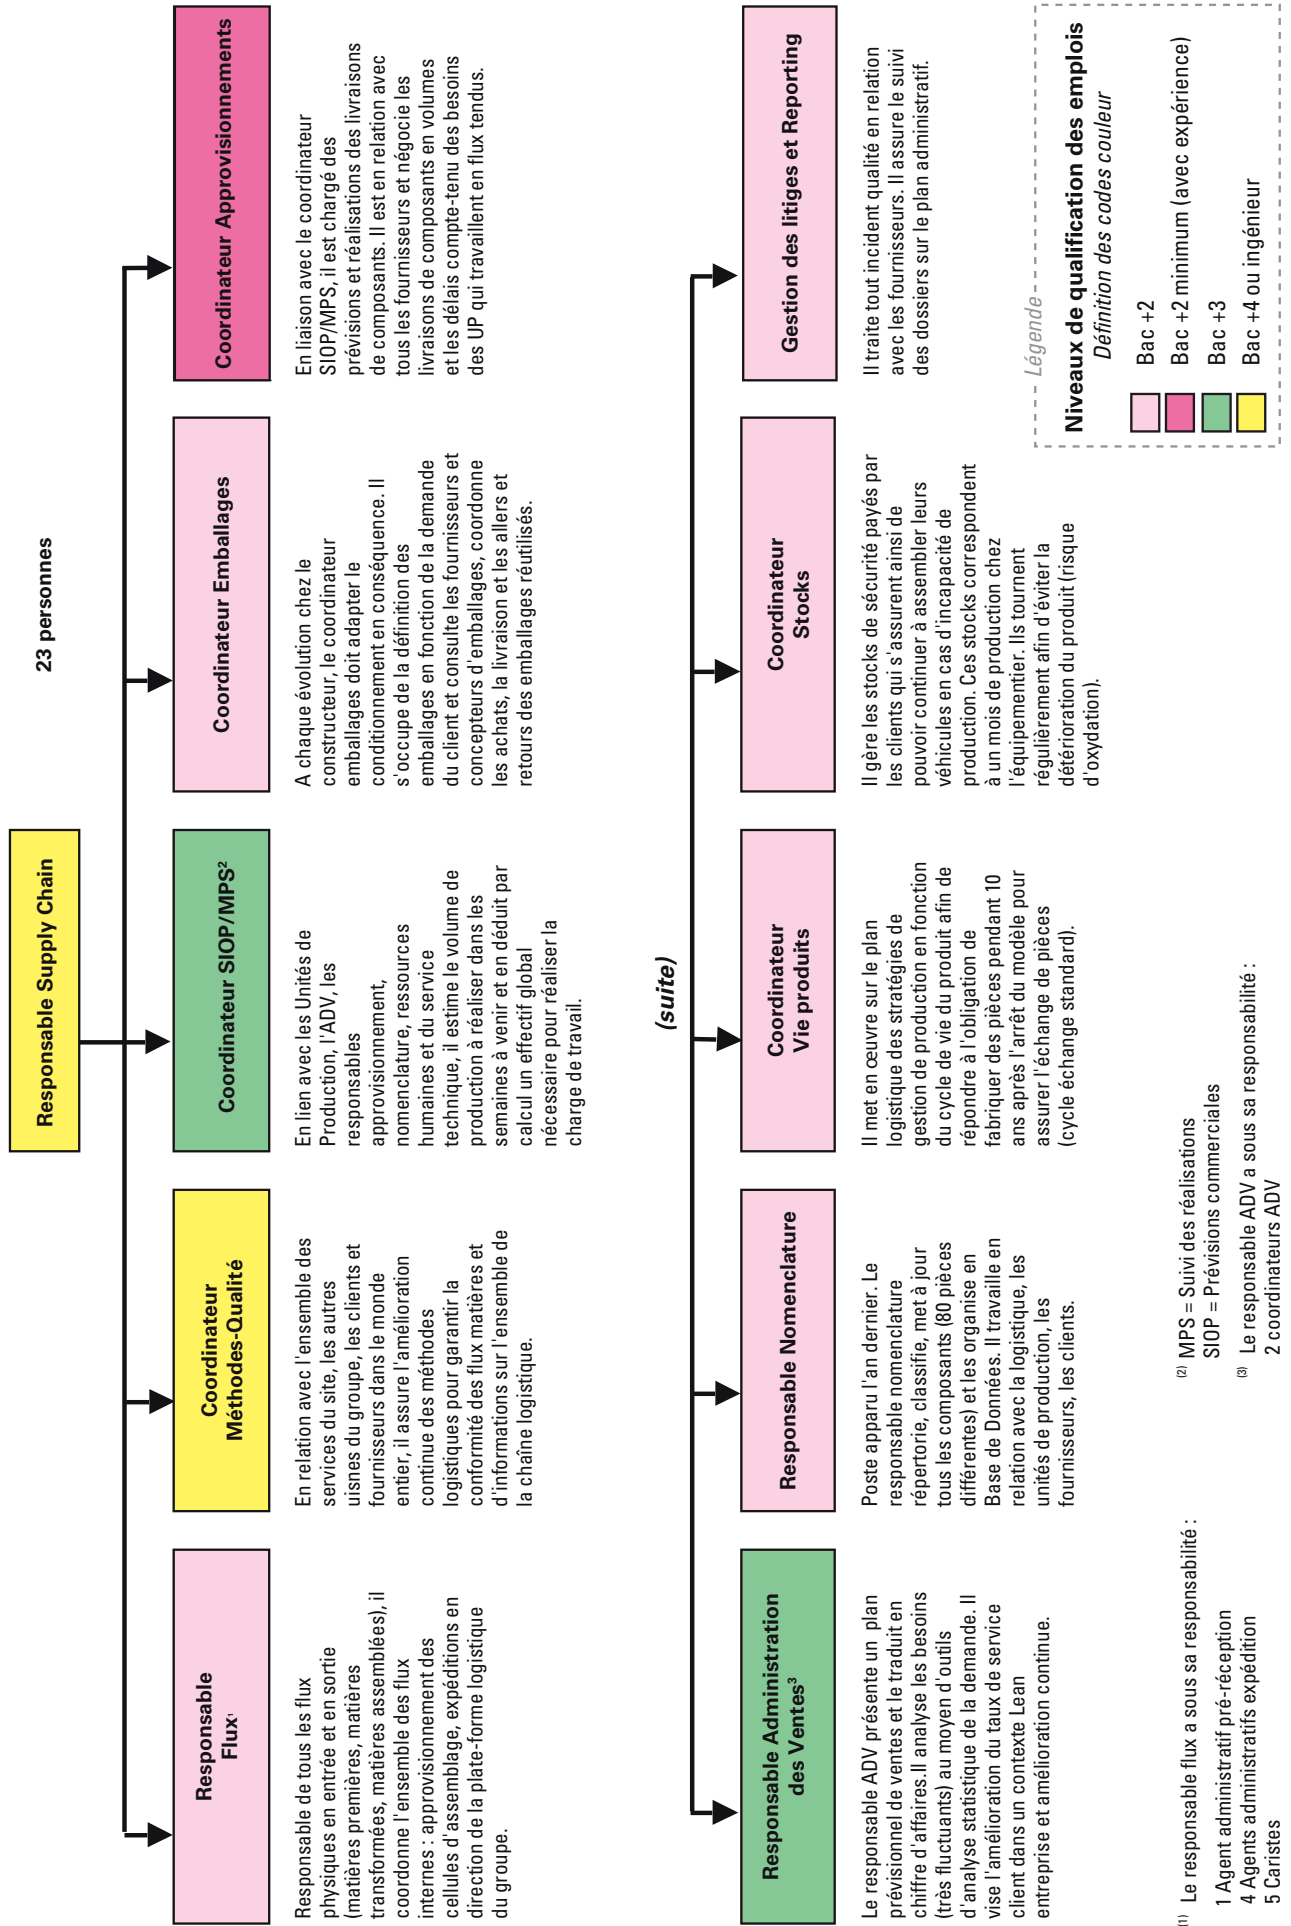 Responsable Supply Chain
23 personnes
Responsable
Flux¹
Responsable de tous les flux
physiques en entrée et en sortie
(matières premières, matières
transformées, matières assemblées), il
coordonne l'ensemble des flux
internes : approvisionnement des
cellules d'assemblage, expéditions en
direction de la plate-forme logistique
du groupe.
Coordinateur
Méthodes-Qualité
En relation avec l'ensemble des
services du site, les autres
uisnes du groupe, les clients et
fournisseurs dans le monde
entier, il assure l'amélioration
continue des méthodes
logistiques pour garantir la
conformité des flux matières et
d'informations sur l'ensemble de
la chaîne logistique.
Coordinateur SIOP/MPS²
En lien avec les Unités de
Production, l'ADV, les
responsables
approvisionnement,
nomenclature, ressources
humaines et du service
technique, il estime le volume de
production à réaliser dans les
semaines à venir et en déduit par
calcul un effectif global
nécessaire pour réaliser la
charge de travail.
Coordinateur Emballages
A chaque évolution chez le
constructeur, le coordinateur
emballages doit adapter le
conditionnement en conséquence. Il
s'occupe de la définition des
emballages en fonction de la demande
du client et consulte les fournisseurs et
concepteurs d'emballages, coordonne
les achats, la livraison et les allers et
retours des emballages réutilisés.
Coordinateur Approvisionnements
En liaison avec le coordinateur
SIOP/MPS, il est chargé des
prévisions et réalisations des livraisons
de composants. Il est en relation avec
tous les fournisseurs et négocie les
livraisons de composants en volumes
et les délais compte-tenu des besoins
des UP qui travaillent en flux tendus.
(suite)
Responsable Administration
des Ventes³
Le responsable ADV présente un plan
prévisionnel de ventes et le traduit en
chiffre d'affaires.Il analyse les besoins
(très fluctuants) au moyen d'outils
d'analyse statistique de la demande. Il
vise l'amélioration du taux de service
client dans un contexte Lean
entreprise et amélioration continue.
Responsable Nomenclature
Poste apparu l'an dernier. Le
responsable nomenclature
répertorie, classifie, met à jour
tous les composants (80 pièces
différentes) et les organise en
Base de Données. Il travaille en
relation avec la logistique, les
unités de production, les
fournisseurs, les clients.
Coordinateur
Vie produits
Il met en œuvre sur le plan
logistique des stratégies de
gestion de production en fonction
du cycle de vie du produit afin de
répondre à l'obligation de
fabriquer des pièces pendant 10
ans après l'arrêt du modèle pour
assurer l'échange de pièces
(cycle échange standard).
Coordinateur
Stocks
Il gère les stocks de sécurité payés par
les clients qui s'assurent ainsi de
pouvoir continuer à assembler leurs
véhicules en cas d'incapacité de
production. Ces stocks correspondent
à un mois de production chez
l'équipementier. Ils tournent
régulièrement afin d'éviter la
détérioration du produit (risque
d'oxydation).
Gestion des litiges et Reporting
Il traite tout incident qualité en relation
avec les fournisseurs. Il assure le suivi
des dossiers sur le plan administratif.
(1) Le responsable flux a sous sa responsabilité :
1 Agent administratif pré-réception
4 Agents administratifs expédition
5 Caristes
(2) MPS = Suivi des réalisations
SIOP = Prévisions commerciales
(3) Le responsable ADV a sous sa responsabilité :
2 coordinateurs ADV
Légende
Niveaux de qualification des emplois
Définition des codes couleur
Bac +2
Bac +2 minimum (avec expérience)
Bac +3
Bac +4 ou ingénieur